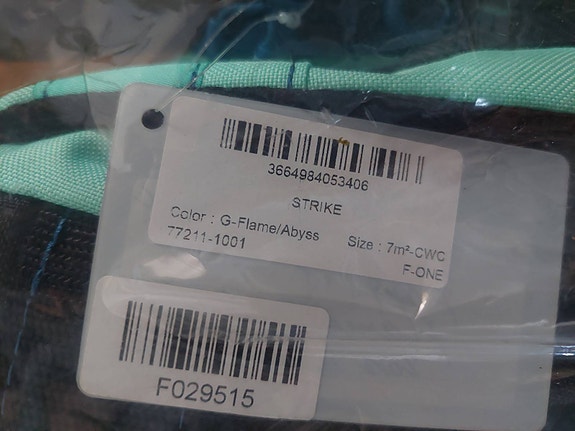 3664984053406
STRIKE
Color : G-Flame/Abyss Size : 7m²-CWC
77211-1001 F-ONE
F029515